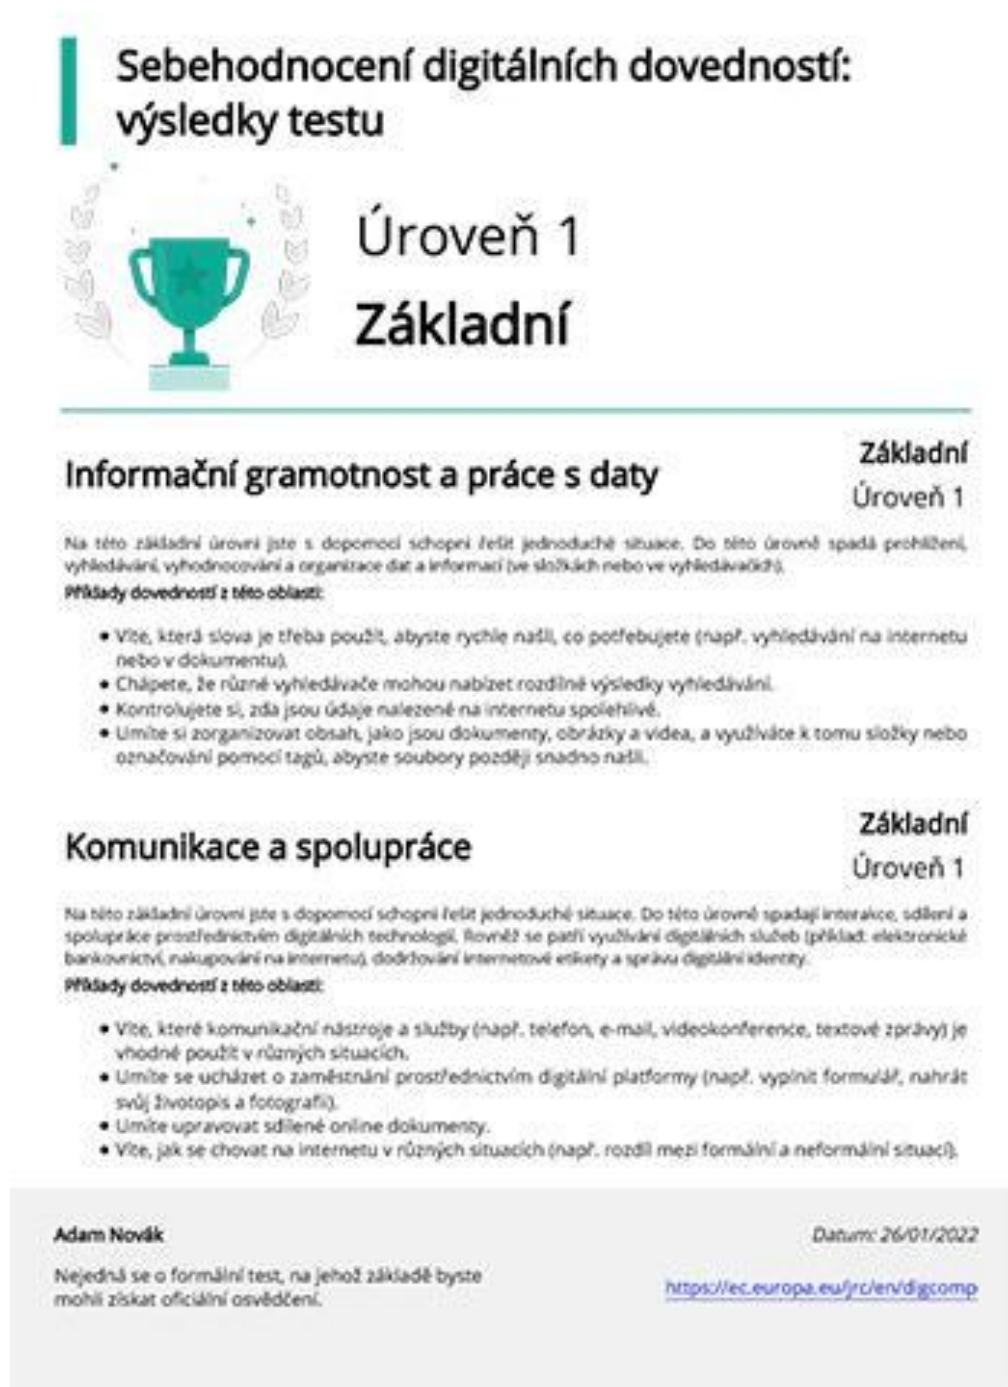 Sebehodnocení digitálních dovedností:
výsledky testu
Úroveň 1
Základní
Informační gramotnost a práce s daty
Základní
Úroveň 1
Na této základní úrovni jste s dopomocí schopni řešit jednoduché situace. Do této úrovně spadá prohlížení,
vyhledávání, vyhodnocování a organizace dat a informací (ve složkách nebo ve vyhledávačích).
Příklady dovedností z této oblasti:
• Víte, která slova je třeba použít, abyste rychle našli, co potřebujete (např. vyhledávání na internetu
nebo v dokumentu).
• Chápete, že různé vyhledávače mohou nabízet rozdílné výsledky vyhledávání.
• Kontrolujete si, zda jsou údaje nalezené na internetu spolehlivé.
• Umíte si zorganizovat obsah, jako jsou dokumenty, obrázky a videa, a využíváte k tomu složky nebo
označování pomocí tagů, abyste soubory později snadno našli.
Komunikace a spolupráce
Základní
Úroveň 1
Na této základní úrovni jste s dopomocí schopni řešit jednoduché situace. Do této úrovně spadají interakce, sdílení a
spolupráce prostřednictvím digitálních technologií. Rovněž se patří využívání digitálních služeb (příklad: elektronické
bankovnictví, nakupování na internetu), dodržování internetové etikety a správu digitální identity.
Příklady dovedností z této oblasti:
• Víte, které komunikační nástroje a služby (např. telefon, e-mail, videokonference, textové zprávy) je
vhodné použít v různých situacích.
• Umíte se ucházet o zaměstnání prostřednictvím digitální platformy (např. vyplnit formulář, nahrát
svůj životopis a fotografii).
• Umíte upravovat sdílené online dokumenty.
• Víte, jak se chovat na internetu v různých situacích (např. rozdíl mezi formální a neformální situací).
Adam Novák
Datum: 26/01/2022
Nejedná se o formální test, na jehož základě byste
mohli získat oficiální osvědčení.
https://ec.europa.eu/jrc/en/digcomp